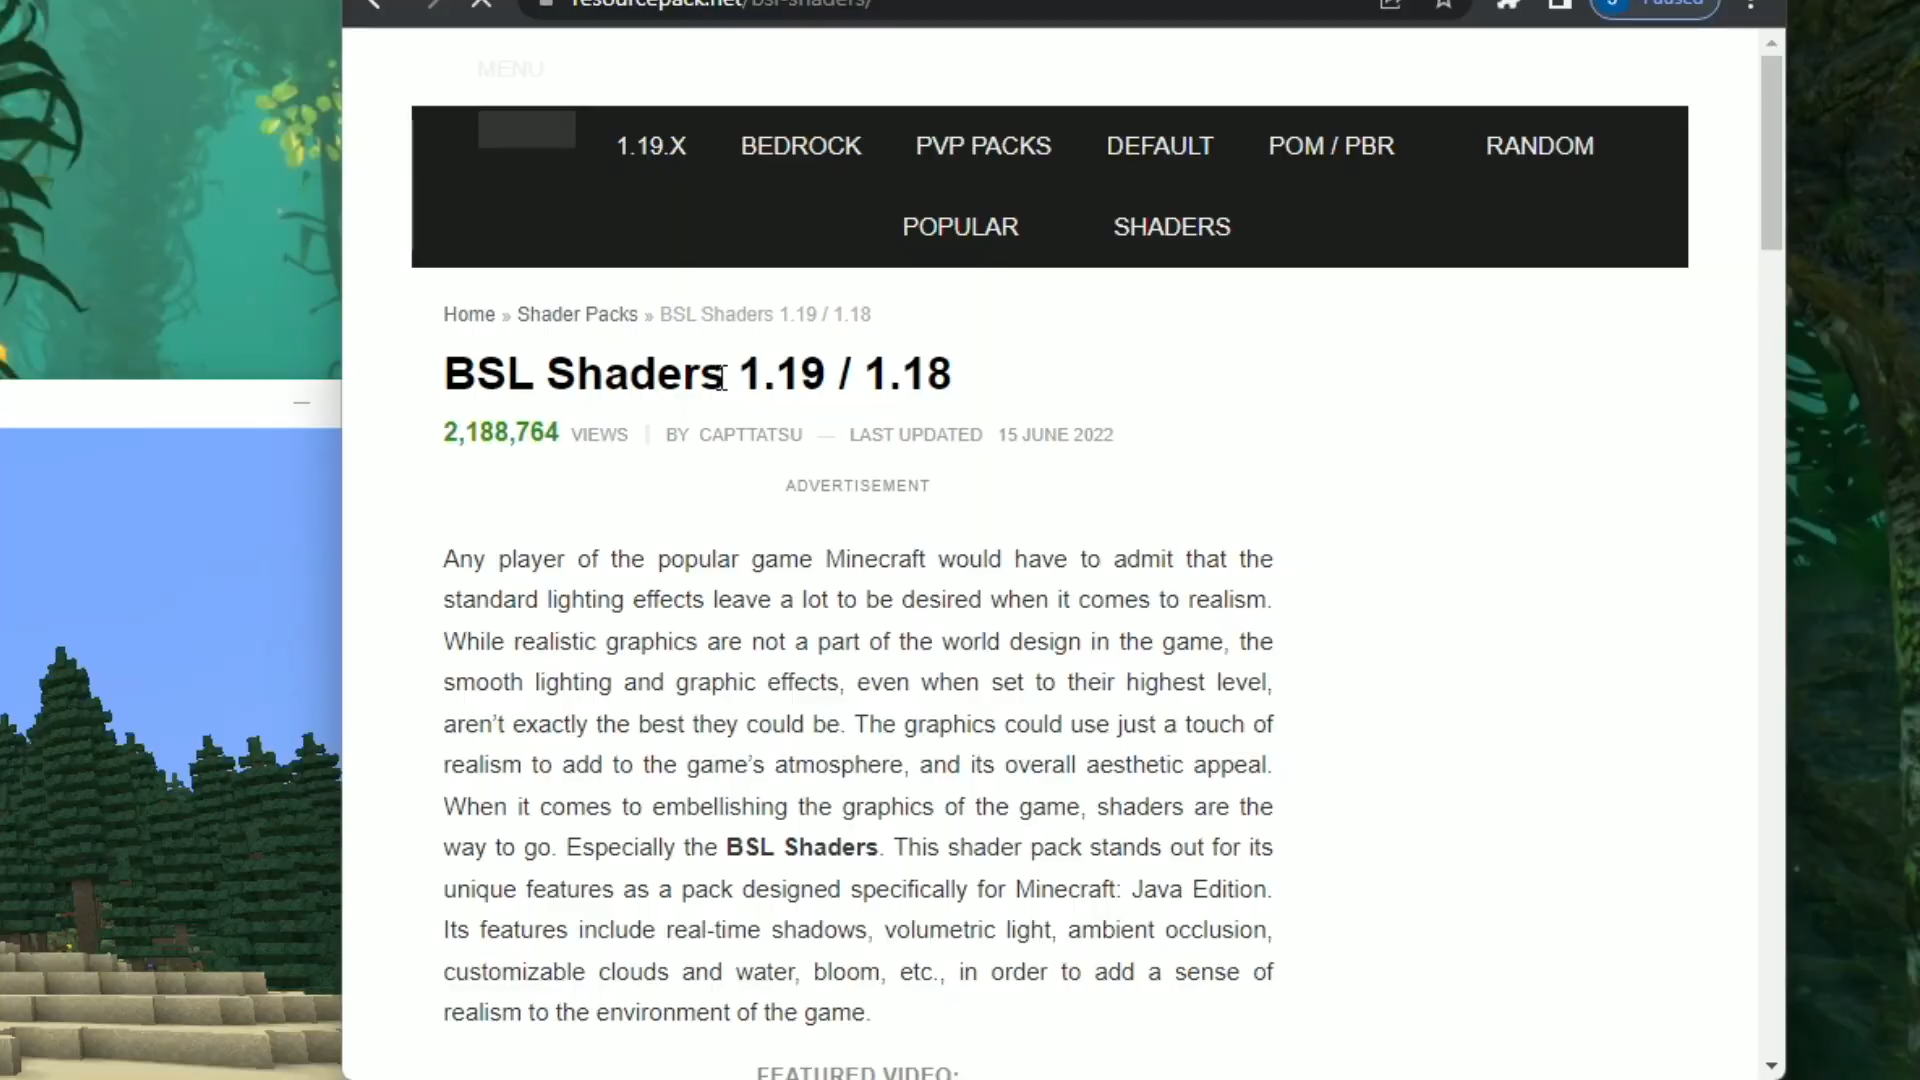 resourcepack.net/bsl-shaders/
Paused
MENU
1.19.X BEDROCK PVP PACKS DEFAULT POM / PBR RANDOM
POPULAR SHADERS
Home » Shader Packs » BSL Shaders 1.19 / 1.18
BSL Shaders 1.19 / 1.18
2,188,764 VIEWS | BY CAPTTATSU — LAST UPDATED 15 JUNE 2022
ADVERTISEMENT
Any player of the popular game Minecraft would have to admit that the
standard lighting effects leave a lot to be desired when it comes to realism.
While realistic graphics are not a part of the world design in the game, the
smooth lighting and graphic effects, even when set to their highest level,
aren’t exactly the best they could be. The graphics could use just a touch of
realism to add to the game’s atmosphere, and its overall aesthetic appeal.
When it comes to embellishing the graphics of the game, shaders are the
way to go. Especially the BSL Shaders. This shader pack stands out for its
unique features as a pack designed specifically for Minecraft: Java Edition.
Its features include real-time shadows, volumetric light, ambient occlusion,
customizable clouds and water, bloom, etc., in order to add a sense of
realism to the environment of the game.
FEATURED VIDEO: